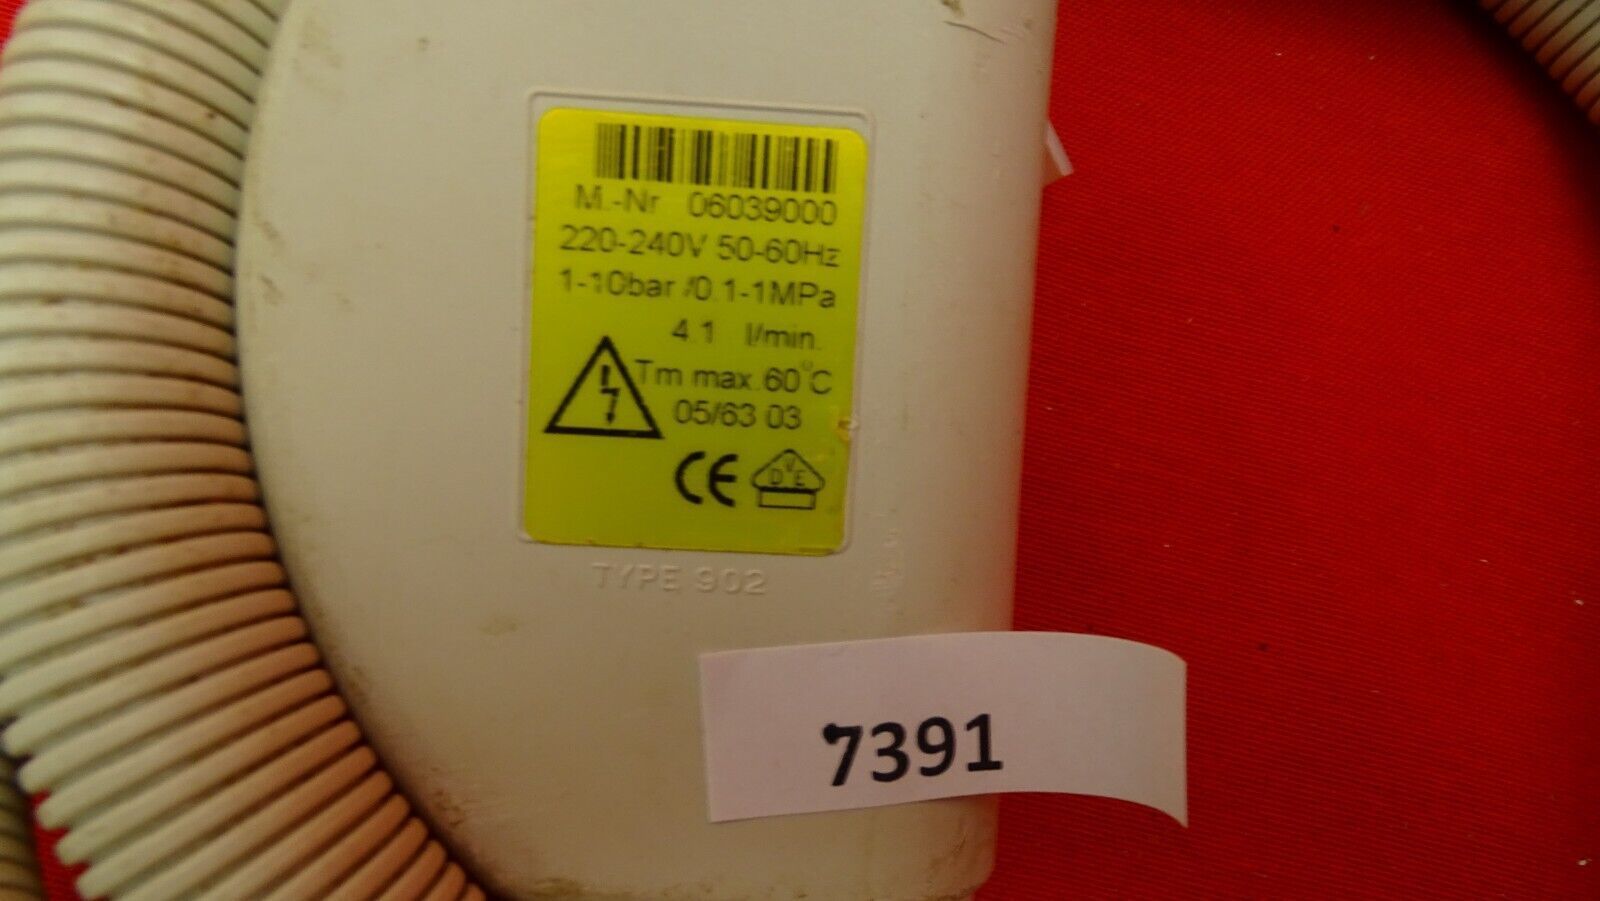 M.-Nr 06039000
220-240V 50-60Hz
1-10bar /0.1-1MPa
4.1 l/min.
Tm max. 60°C
05/63 03
CE DVE
TYPE 902
7391